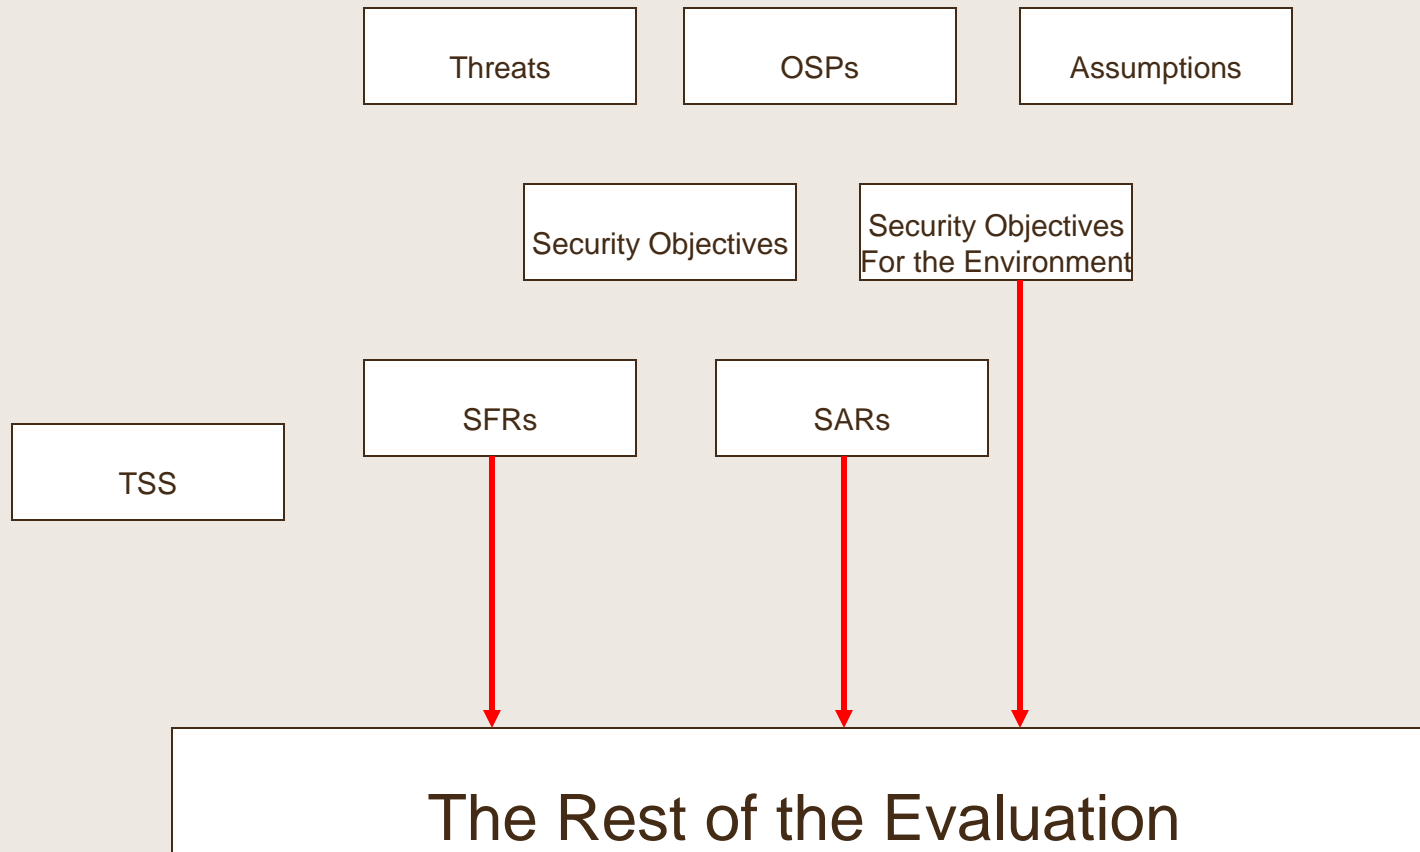 Threats
OSPs
Assumptions
Security Objectives
Security Objectives
For the Environment
SFRs
SARs
TSS
The Rest of the Evaluation